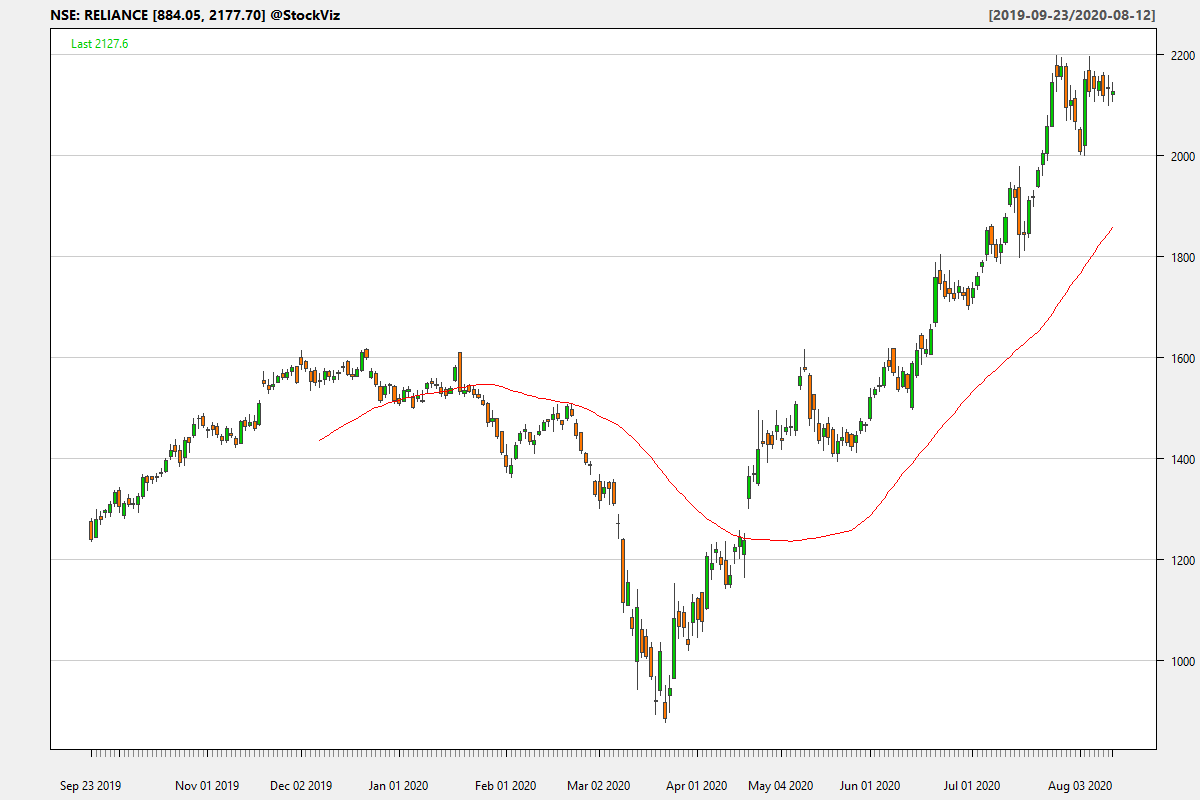 NSE: RELIANCE [884.05, 2177.70] @StockViz
[2019-09-23/2020-08-12]
Last 2127.6
2200
2000
1800
1600
1400
1200
1000
Sep 23 2019 Nov 01 2019 Dec 02 2019 Jan 01 2020 Feb 01 2020 Mar 02 2020 Apr 01 2020 May 04 2020 Jun 01 2020 Jul 01 2020 Aug 03 2020